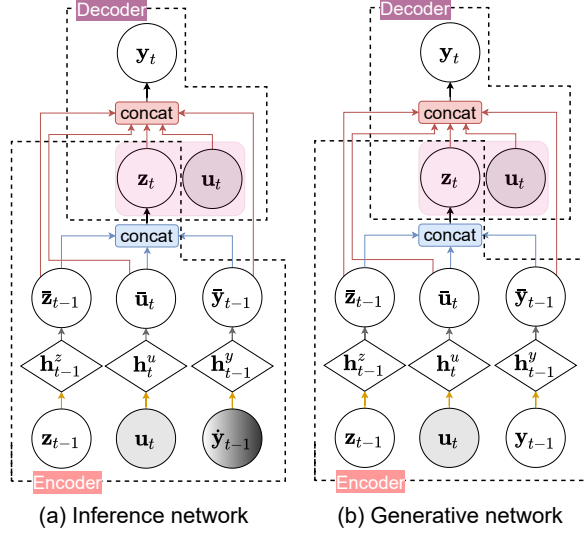 Decoder Decoder
y_t y_t
concat concat
z_t u_t z_t u_t
concat concat
z̄_{t−1} ū_t ȳ_{t−1} z̄_{t−1} ū_t ȳ_{t−1}
h^z_{t−1} h^u_t h^y_{t−1} h^z_{t−1} h^u_t h^y_{t−1}
z_{t−1} u_t ẏ_{t−1} z_{t−1} u_t y_{t−1}
Encoder Encoder
(a) Inference network (b) Generative network